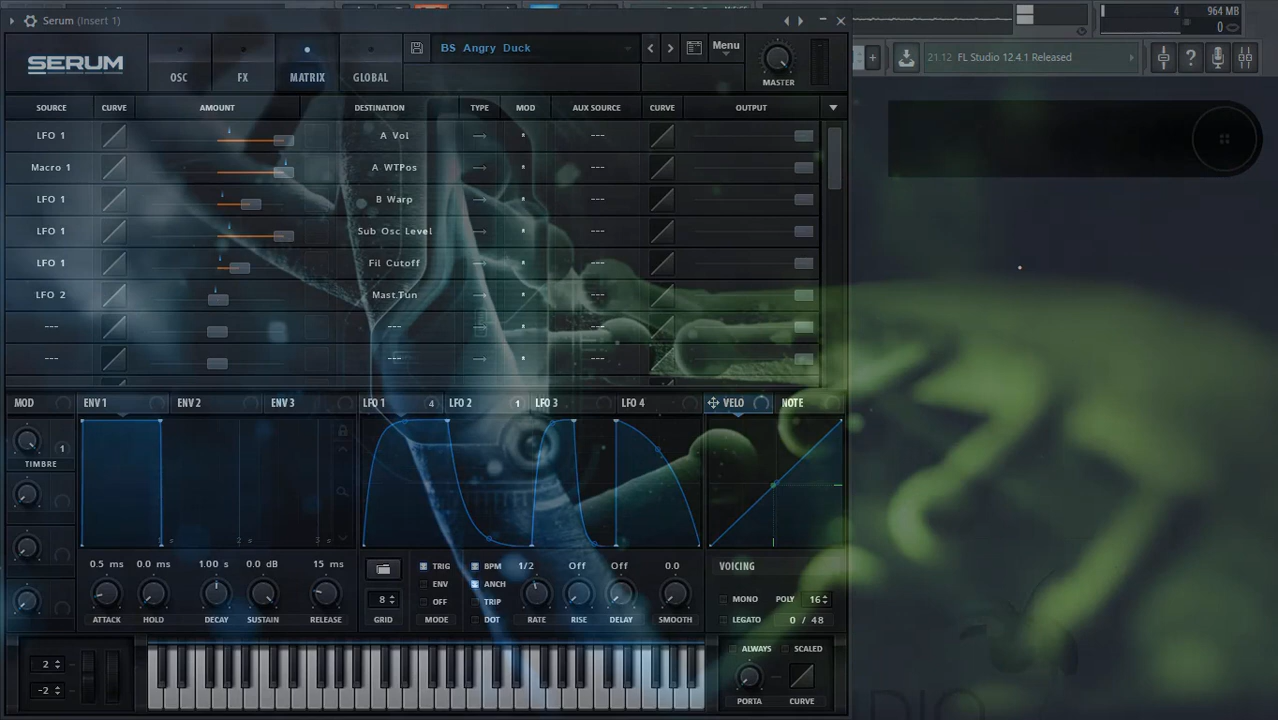 Serum (Insert 1)
4
964 MB
0
SERUM
OSC
FX
MATRIX
GLOBAL
BS Angry Duck
Menu
MASTER
21.12 FL Studio 12.4.1 Released
?
SOURCE CURVE AMOUNT DESTINATION TYPE MOD AUX SOURCE CURVE OUTPUT
LFO 1 A Vol * ---
Macro 1 A WTPos * ---
LFO 1 B Warp * ---
LFO 1 Sub Osc Level * ---
LFO 1 Fil Cutoff * ---
LFO 2 Mast.Tun * ---
--- --- * ---
--- --- * ---
MOD ENV 1 ENV 2 ENV 3 LFO 1 4 LFO 2 1 LFO 3 LFO 4 VELO NOTE
1
TIMBRE
1 s 2 s 3 s
0.5 ms 0.0 ms 1.00 s 0.0 dB 15 ms TRIG BPM 1/2 Off Off 0.0 VOICING
ENV ANCH
8 OFF TRIP MONO POLY 16
ATTACK HOLD DECAY SUSTAIN RELEASE GRID MODE DOT RATE RISE DELAY SMOOTH LEGATO 0 / 48
2 ALWAYS SCALED
-2
PORTA CURVE
UDIO